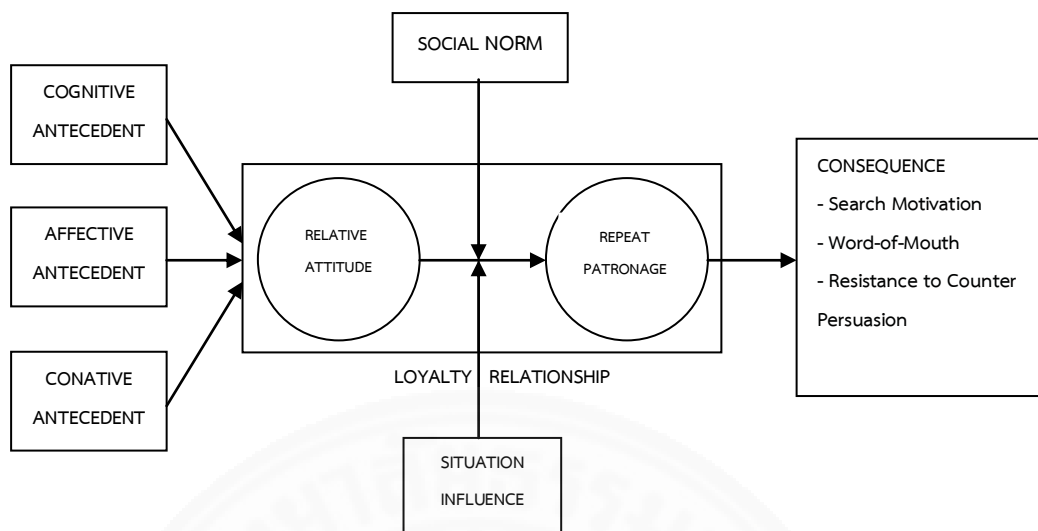 SOCIAL NORM
COGNITIVE
ANTECEDENT
AFFECTIVE
ANTECEDENT
CONATIVE
ANTECEDENT
RELATIVE
ATTITUDE
REPEAT
PATRONAGE
LOYALTY RELATIONSHIP
SITUATION
INFLUENCE
CONSEQUENCE
- Search Motivation
- Word-of-Mouth
- Resistance to Counter
Persuasion